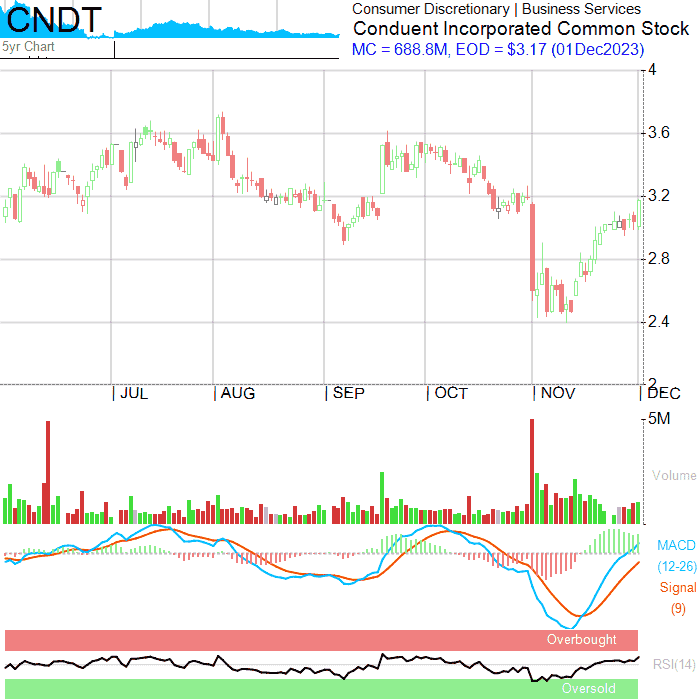 CNDT
5yr Chart
Consumer Discretionary | Business Services
Conduent Incorporated Common Stock
MC = 688.8M, EOD = $3.17 (01Dec2023)
4
3.6
3.2
2.8
2.4
2
JUL
AUG
SEP
OCT
NOV
DEC
5M
Volume
MACD
(12-26)
Signal
(9)
Overbought
RSI(14)
Oversold